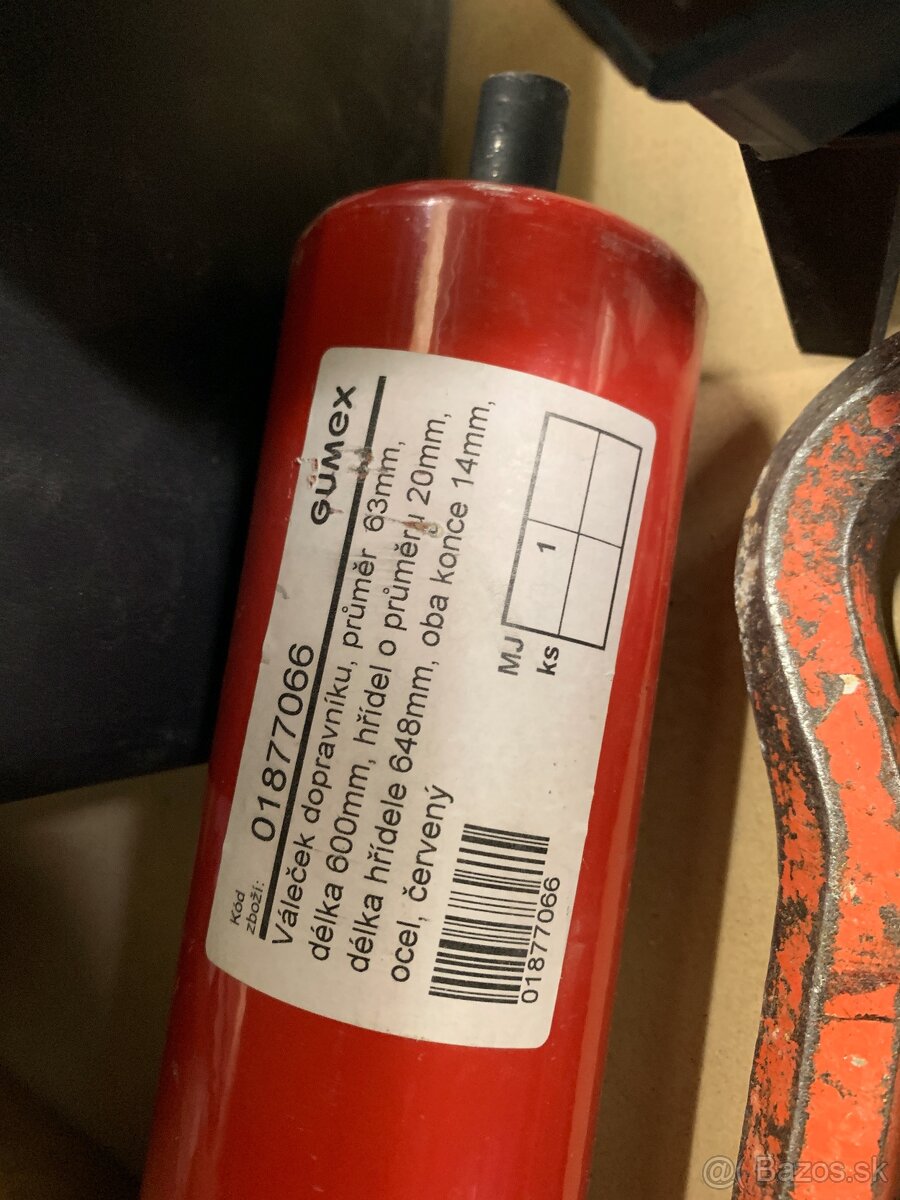 Kód
zboží: 01877066 GUMEX
Váleček dopravníku, průměr 63mm,
délka 600mm, hřídel o průměru 20mm,
délka hřídele 648mm, oba konce 14mm,
ocel, červený
MJ
ks 1
01877066
@ Bazos.sk